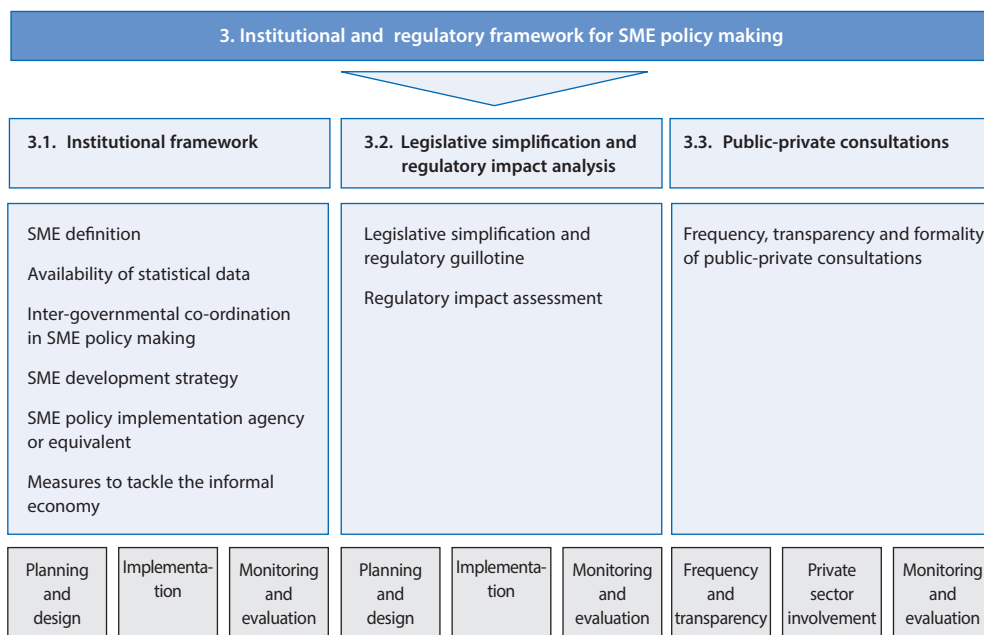 3. Institutional and regulatory framework for SME policy making
3.1. Institutional framework
3.2. Legislative simplification and
regulatory impact analysis
3.3. Public-private consultations
SME definition
Availability of statistical data
Inter-governmental co-ordination
in SME policy making
SME development strategy
SME policy implementation agency
or equivalent
Measures to tackle the informal
economy
Legislative simplification and
regulatory guillotine
Regulatory impact assessment
Frequency, transparency and formality
of public-private consultations
Planning
and
design
Implementa-
tion
Monitoring
and
evaluation
Planning
and
design
Implementa-
tion
Monitoring
and
evaluation
Frequency
and
transparency
Private
sector
involvement
Monitoring
and
evaluation